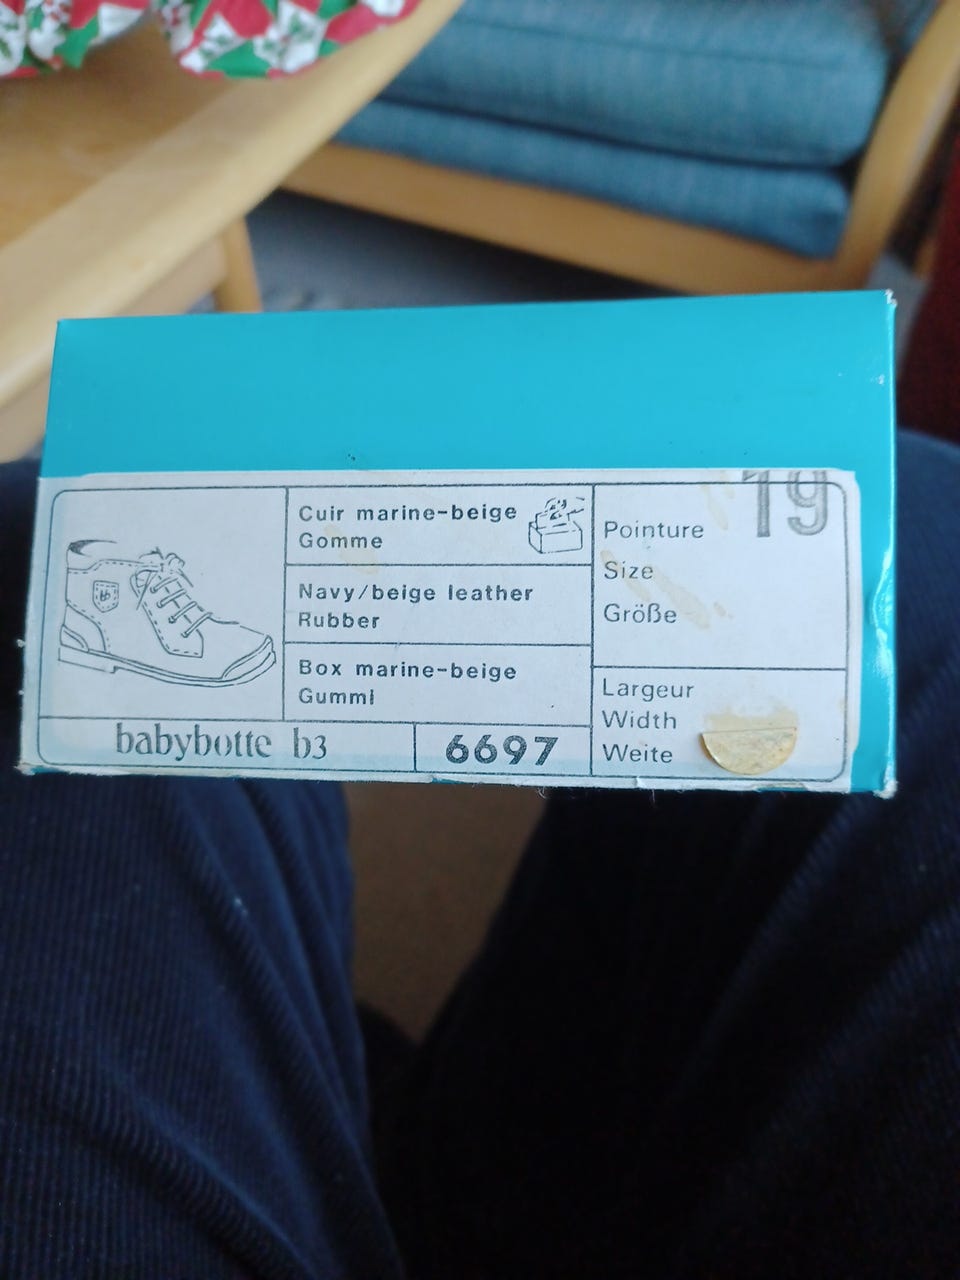 Cuir marine-beige
Gomme
Navy/beige leather
Rubber
Box marine-beige
Gummi
babybotte b3
6697
19
Pointure
Size
Größe
Largeur
Width
Weite